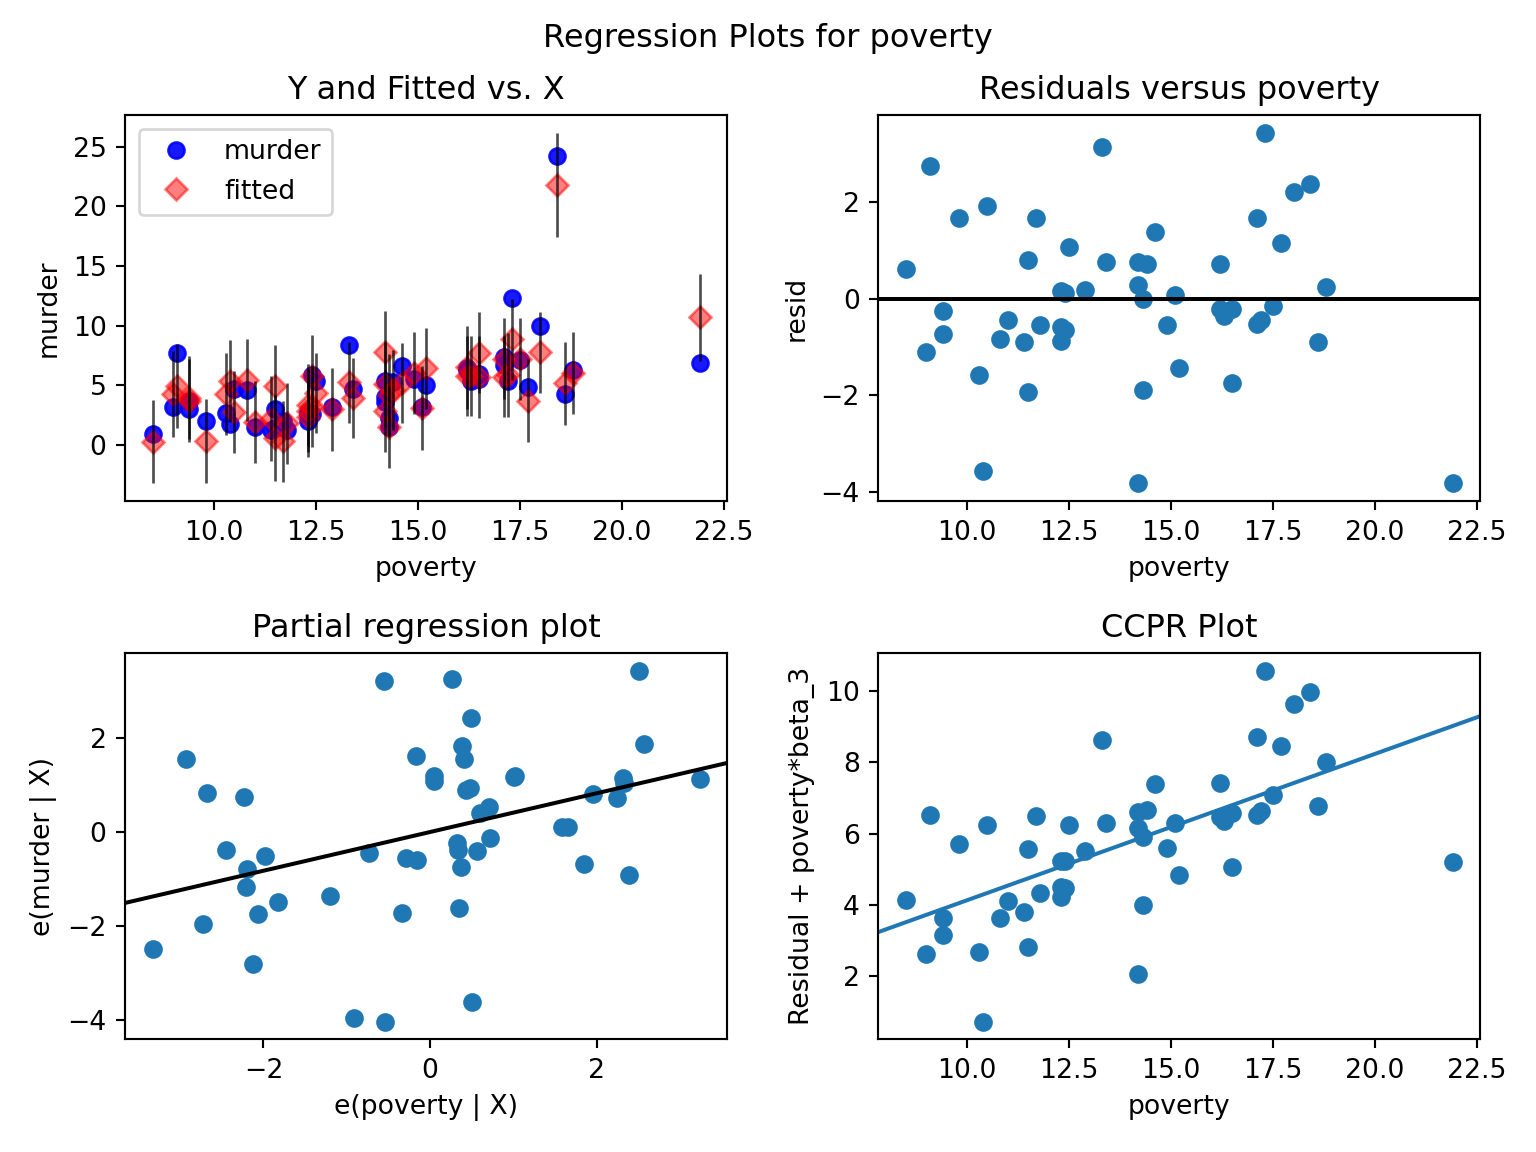 Regression Plots for poverty
Y and Fitted vs. X
murder
fitted
25
20
15
10
5
0
murder
10.0 12.5 15.0 17.5 20.0 22.5
poverty
Residuals versus poverty
2
0
−2
−4
resid
10.0 12.5 15.0 17.5 20.0 22.5
poverty
Partial regression plot
2
0
−2
−4
e(murder | X)
−2 0 2
e(poverty | X)
CCPR Plot
10
8
6
4
2
Residual + poverty*beta_3
10.0 12.5 15.0 17.5 20.0 22.5
poverty